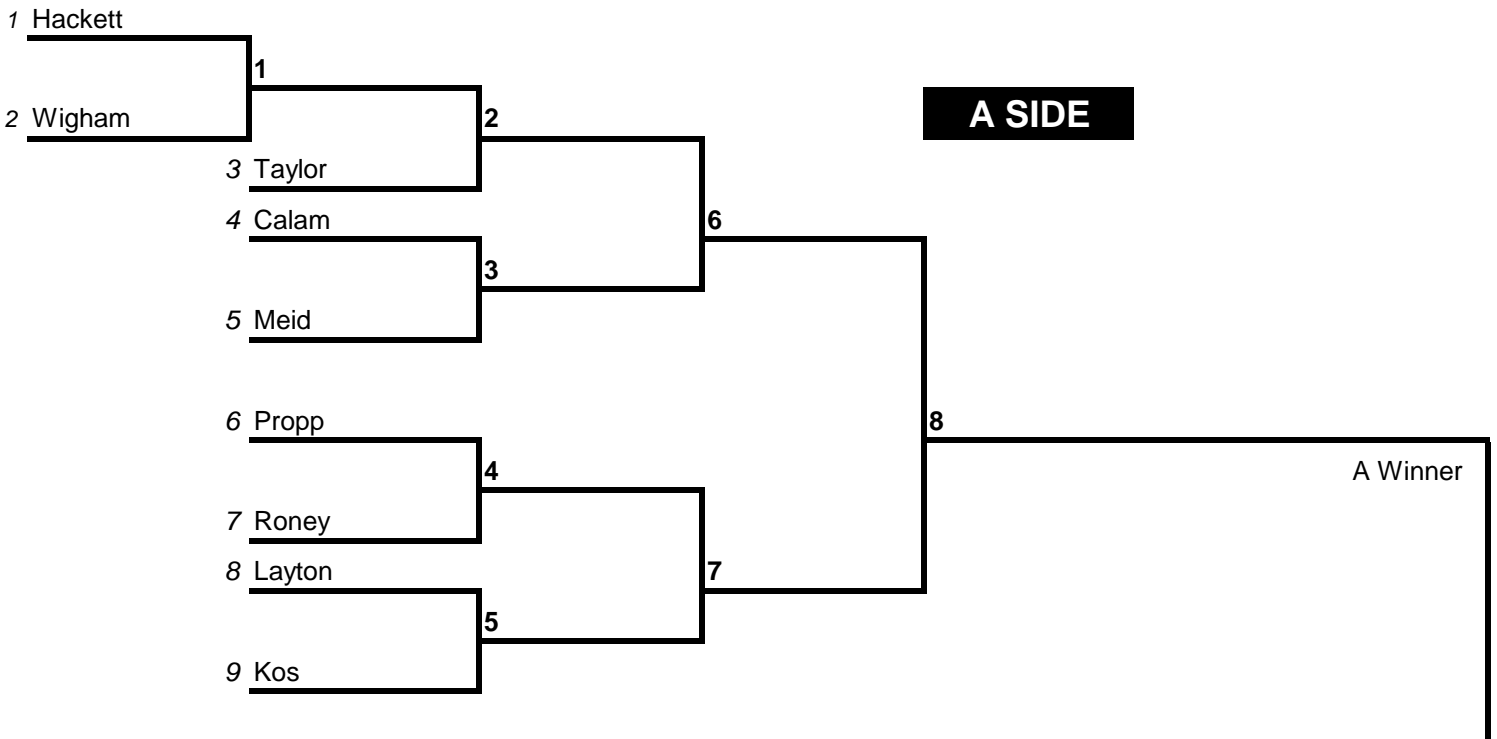 1 Hackett
1
2 Wigham
2
A SIDE
3 Taylor
4 Calam
6
3
5 Meid
6 Propp
8
4
A Winner
7 Roney
8 Layton
7
5
9 Kos